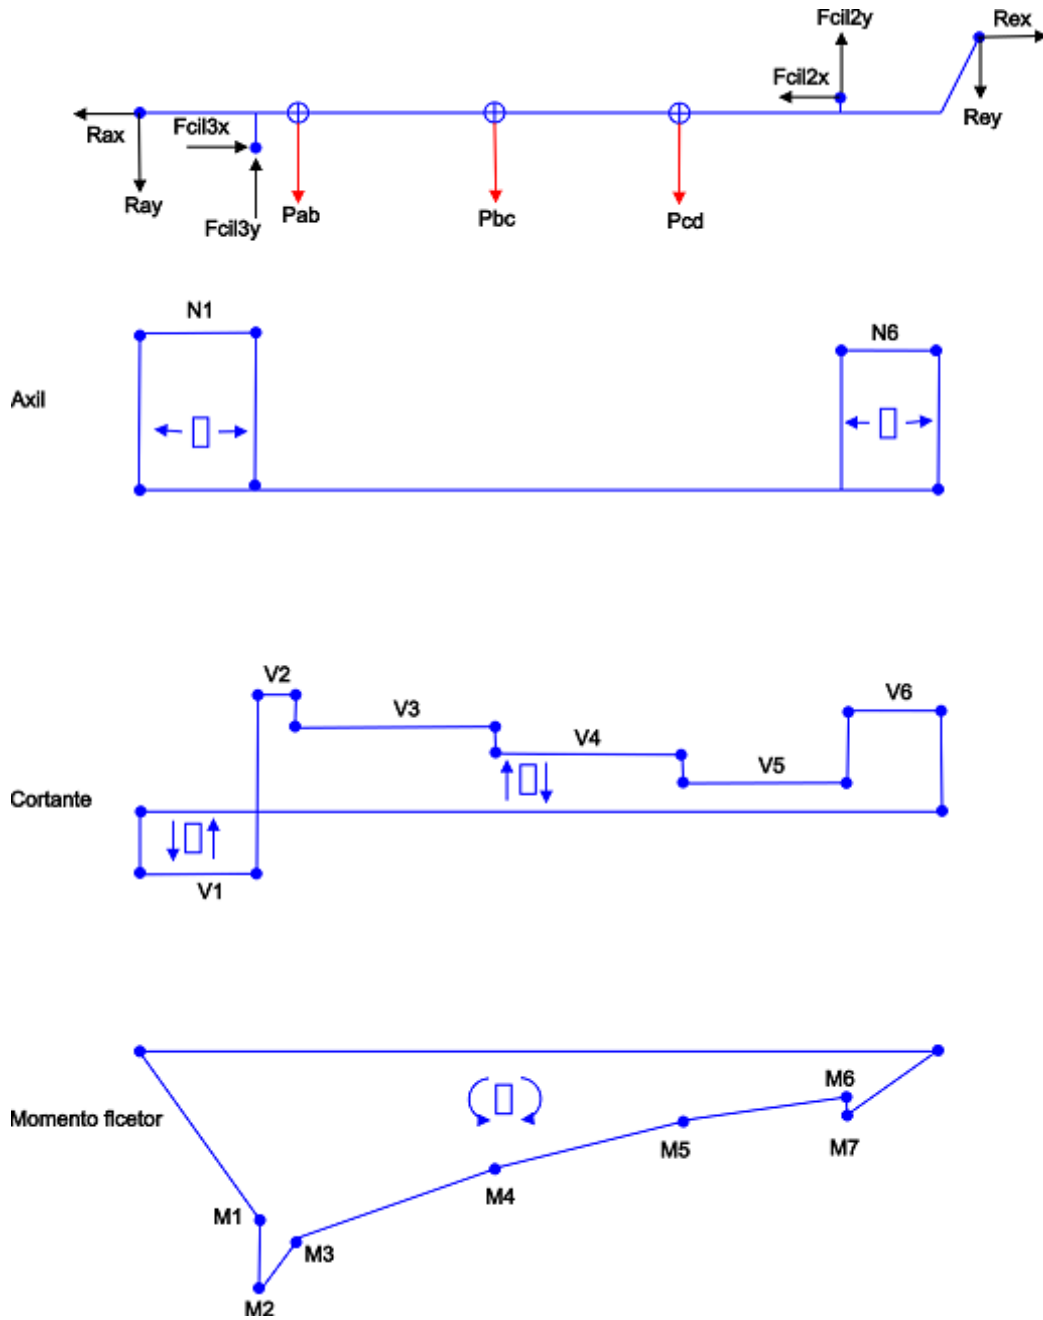 Fcil2y
Rex
Fcil2x
Rax
Fcil3x
Rey
Ray
Fcil3y
Pab
Pbc
Pcd
N1
N6
Axil
V2
V3
V4
V5
V6
Cortante
V1
M6
Momento flcetor
M5
M7
M4
M1
M3
M2